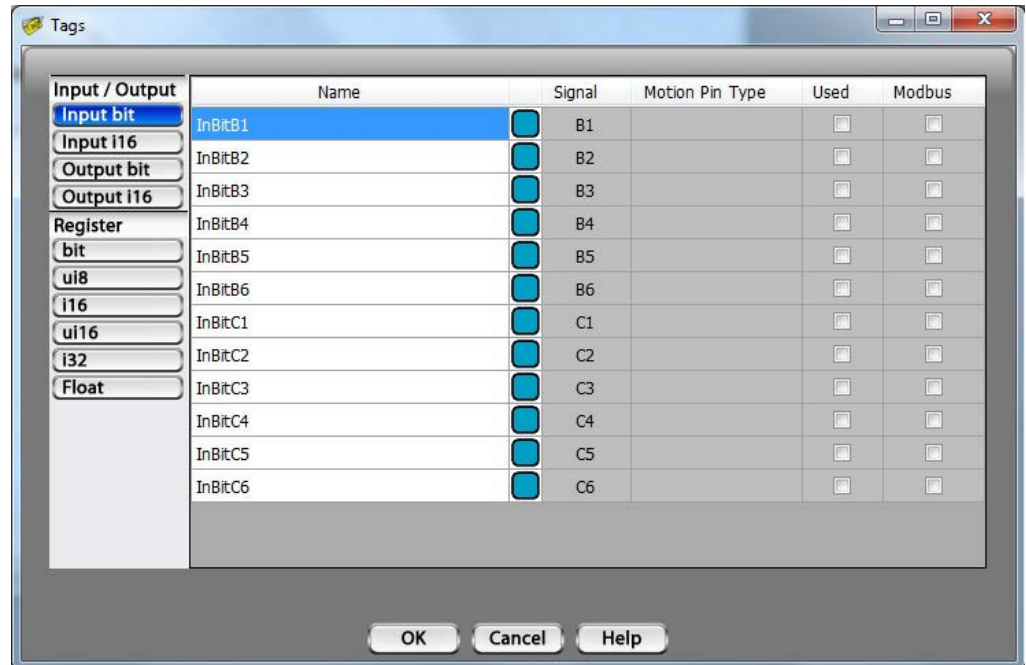 Tags
Input / Output
Input bit
Input i16
Output bit
Output i16
Register
bit
ui8
i16
ui16
i32
Float
Name Signal Motion Pin Type Used Modbus
InBitB1 B1
InBitB2 B2
InBitB3 B3
InBitB4 B4
InBitB5 B5
InBitB6 B6
InBitC1 C1
InBitC2 C2
InBitC3 C3
InBitC4 C4
InBitC5 C5
InBitC6 C6
OK Cancel Help